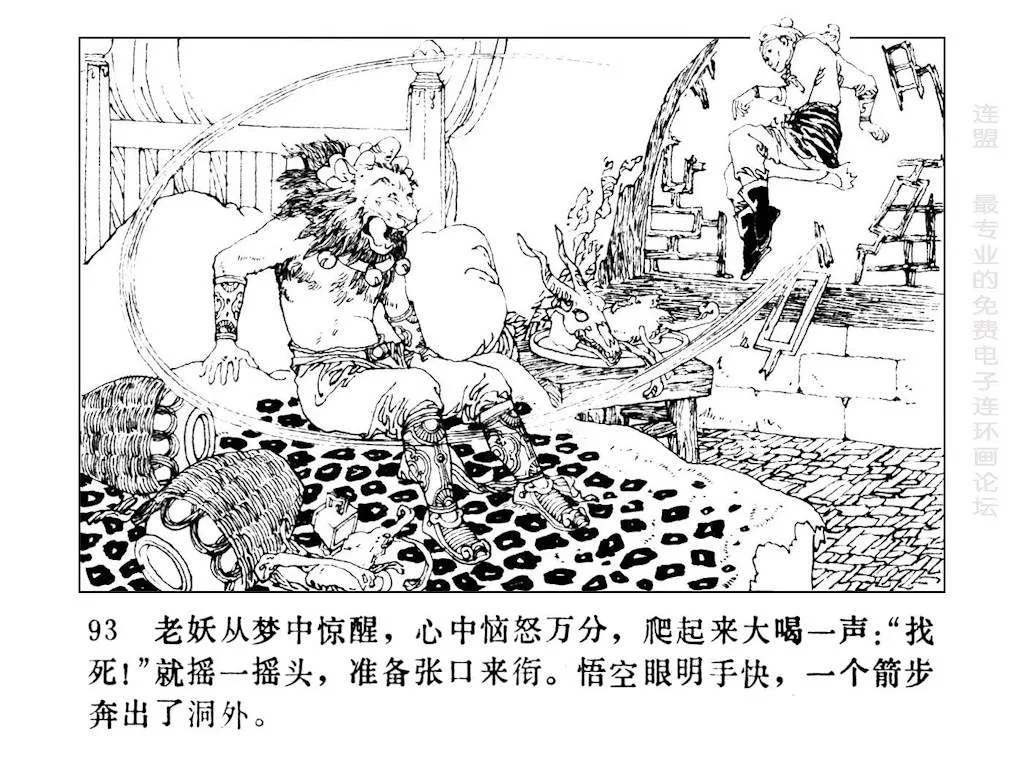 93 老妖从梦中惊醒，心中恼怒万分，爬起来大喝一声：“找
死！”就摇一摇头，准备张口来衔。悟空眼明手快，一个箭步
奔出了洞外。
连盟 最专业的免费电子连环画论坛